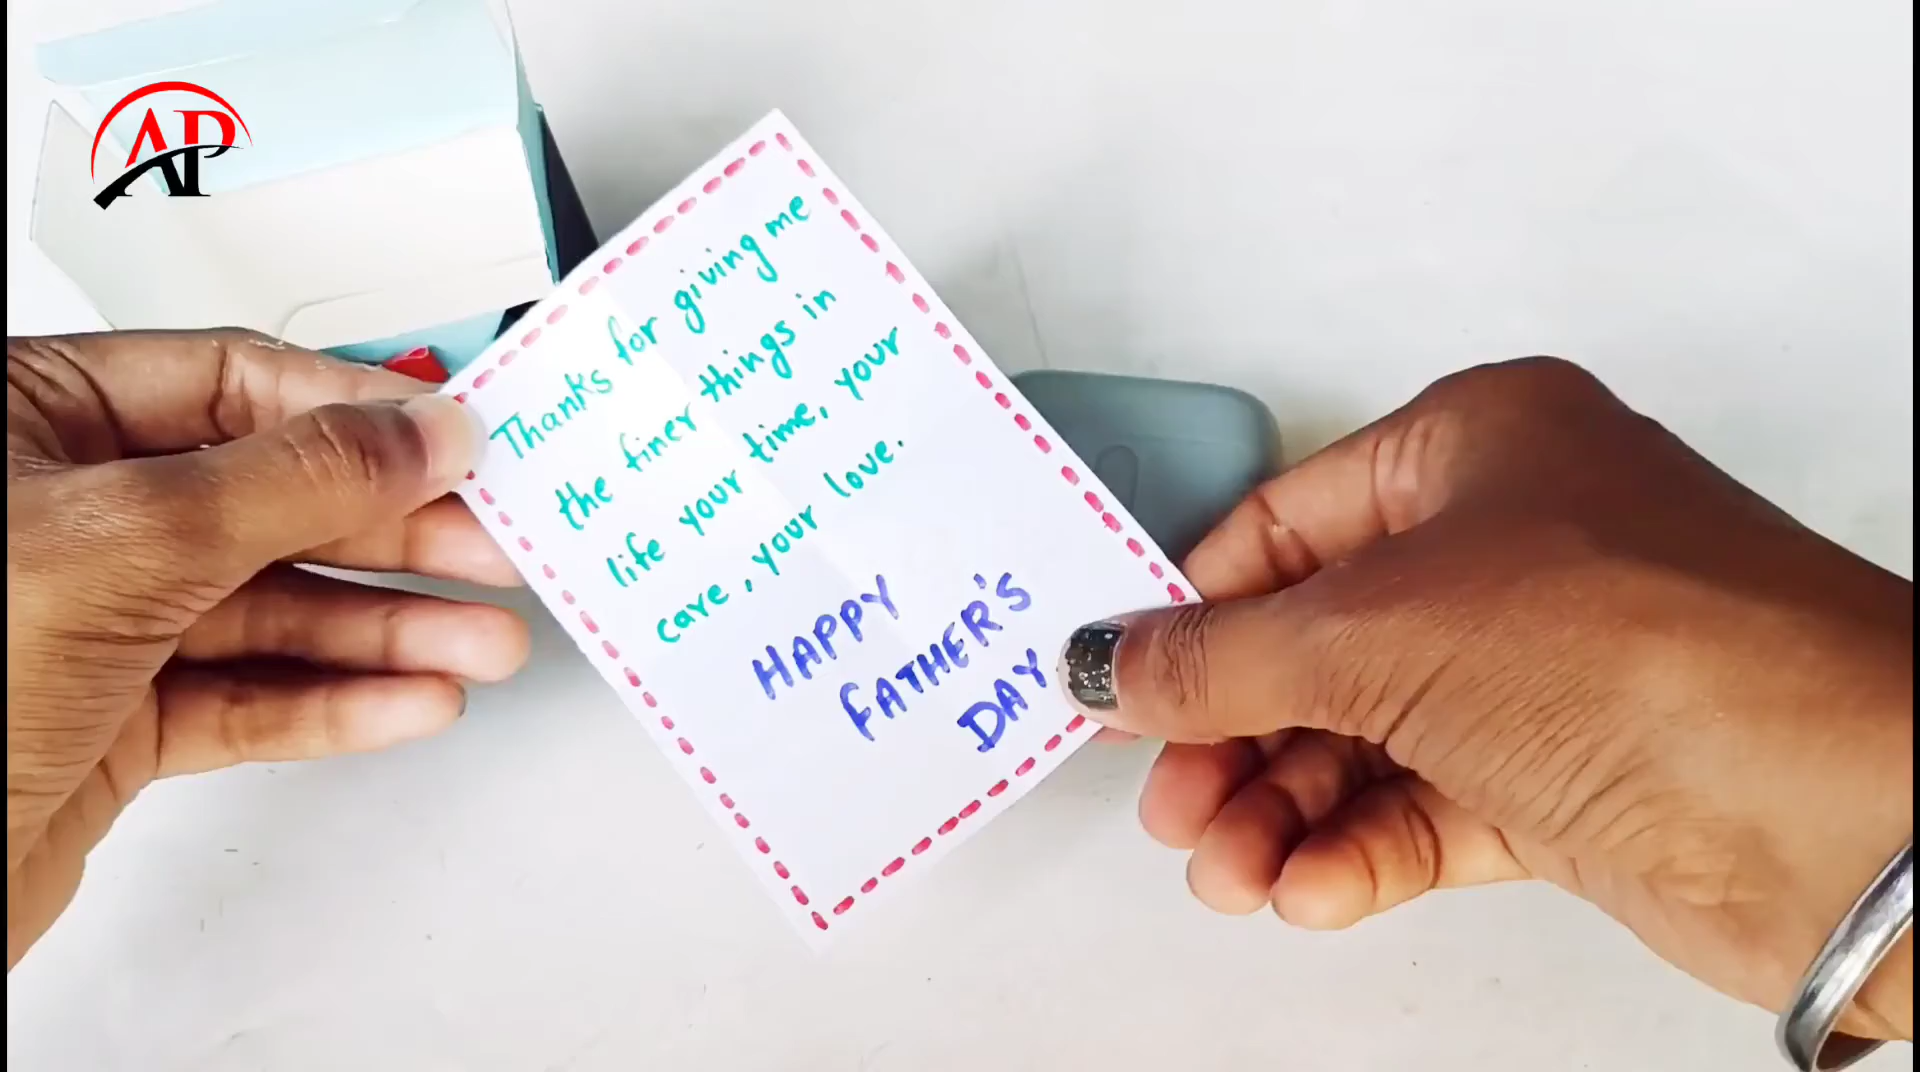 AP
Thanks for giving me
the finer things in
life your time, your
care, your love.
HAPPY
FATHER'S
DAY